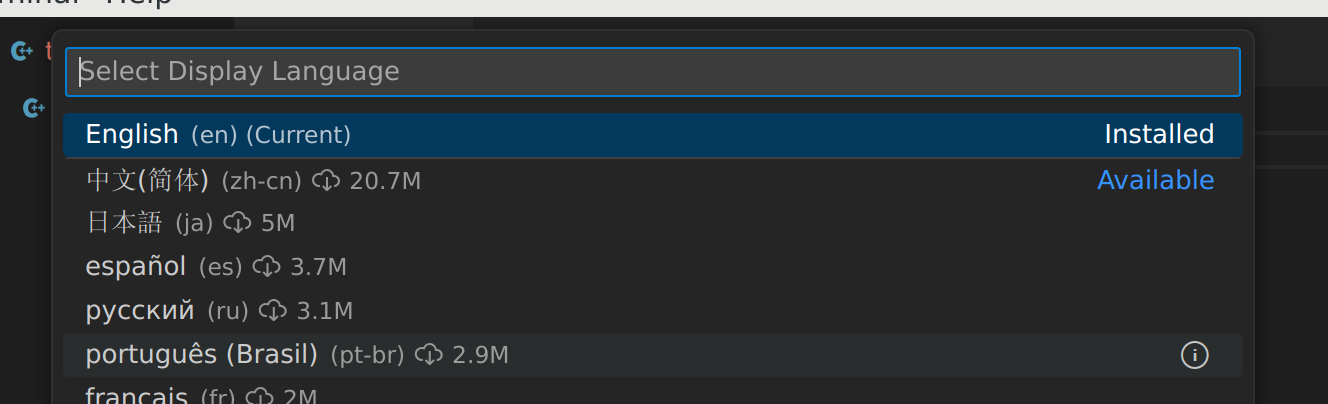 Help
Select Display Language
English (en) (Current) Installed
中文(简体) (zh-cn) 20.7M Available
日本語 (ja) 5M
español (es) 3.7M
русский (ru) 3.1M
português (Brasil) (pt-br) 2.9M
français (fr) 2M